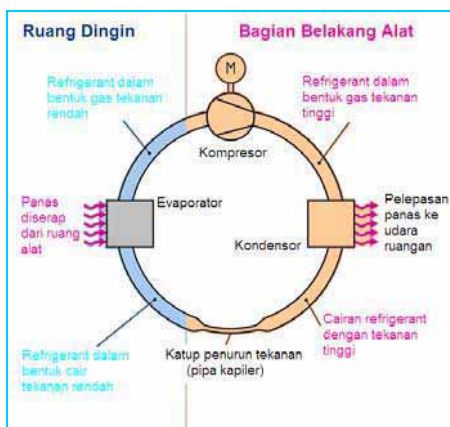 Ruang Dingin
Bagian Belakang Alat
M
Refrigerant dalam
bentuk gas tekanan
rendah
Refrigerant dalam
bentuk gas tekanan
tinggi
Kompresor
Panas
diserap
dari ruang
alat
Evaporator
Kondensor
Pelepasan
panas ke
udara
ruangan
Refrigerant dalam
bentuk cair
tekanan rendah
Katup penurun tekanan
(pipa kapiler)
Cairan refrigerant
dengan tekanan
tinggi